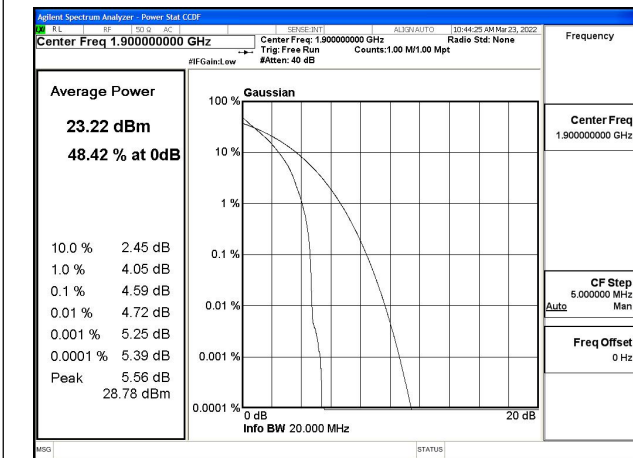 Agilent Spectrum Analyzer - Power Stat CCDF
RL RF 50 Ω AC SENSE:INT ALIGN AUTO 10:44:25 AM Mar 23, 2022
Center Freq 1.900000000 GHz
Center Freq: 1.900000000 GHz Radio Std: None
Trig: Free Run Counts:1.00 M/1.00 Mpt
#IFGain:Low #Atten: 40 dB
Frequency
Average Power
23.22 dBm
48.42 % at 0dB
10.0 % 2.45 dB
1.0 % 4.05 dB
0.1 % 4.59 dB
0.01 % 4.72 dB
0.001 % 5.25 dB
0.0001 % 5.39 dB
Peak 5.56 dB
28.78 dBm
Gaussian
100 %
10 %
1 %
0.1 %
0.01 %
0.001 %
0.0001 %
0 dB 20 dB
Info BW 20.000 MHz
Center Freq
1.900000000 GHz
CF Step
5.000000 MHz
Auto Man
Freq Offset
0 Hz
MSG STATUS